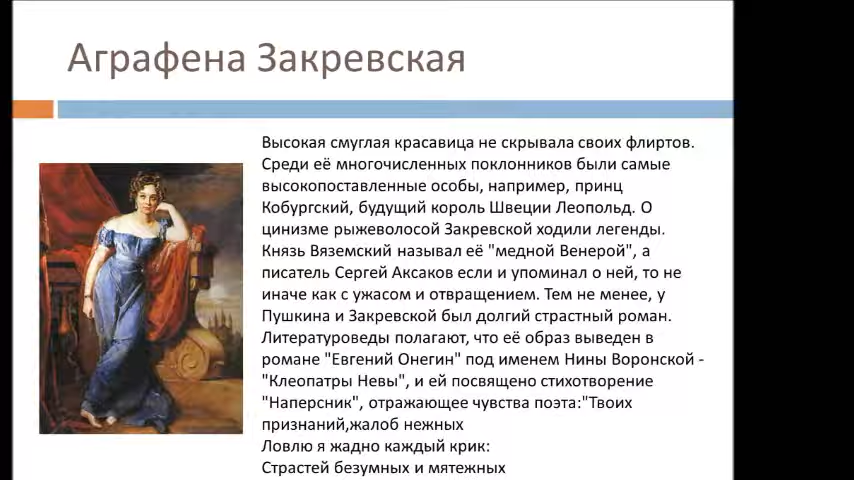 Аграфена Закревская
Высокая смуглая красавица не скрывала своих флиртов.
Среди её многочисленных поклонников были самые
высокопоставленные особы, например, принц
Кобургский, будущий король Швеции Леопольд. О
цинизме рыжеволосой Закревской ходили легенды.
Князь Вяземский называл её "медной Венерой", а
писатель Сергей Аксаков если и упоминал о ней, то не
иначе как с ужасом и отвращением. Тем не менее, у
Пушкина и Закревской был долгий страстный роман.
Литературоведы полагают, что её образ выведен в
романе "Евгений Онегин" под именем Нины Воронской -
"Клеопатры Невы", и ей посвящено стихотворение
"Наперсник", отражающее чувства поэта:"Твоих
признаний,жалоб нежных
Ловлю я жадно каждый крик:
Страстей безумных и мятежных